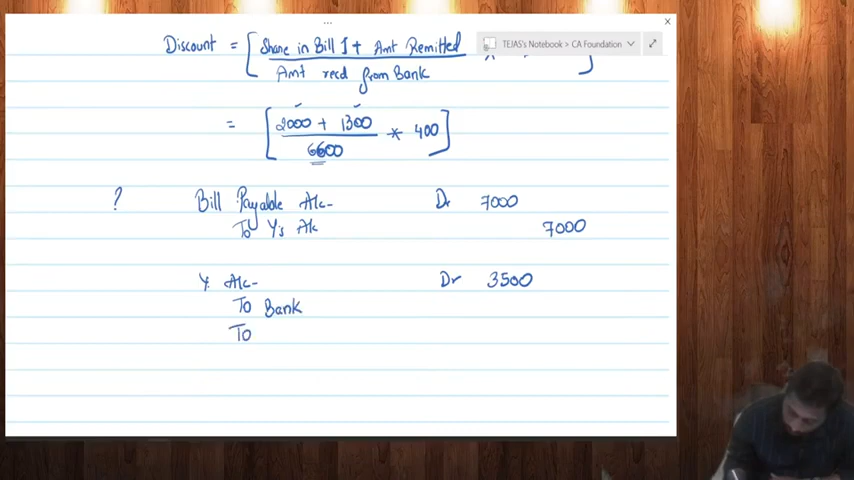 TEJAS's Notebook > CA Foundation
Discount = [ Share in Bill I + Amt Remitted
Amt recd from Bank
= [ 2000 + 1300 * 400 ]
6600
? Bill Payable A/c- Dr 7000
To Y's A/c 7000
Y. A/c- Dr 3500
To Bank
To